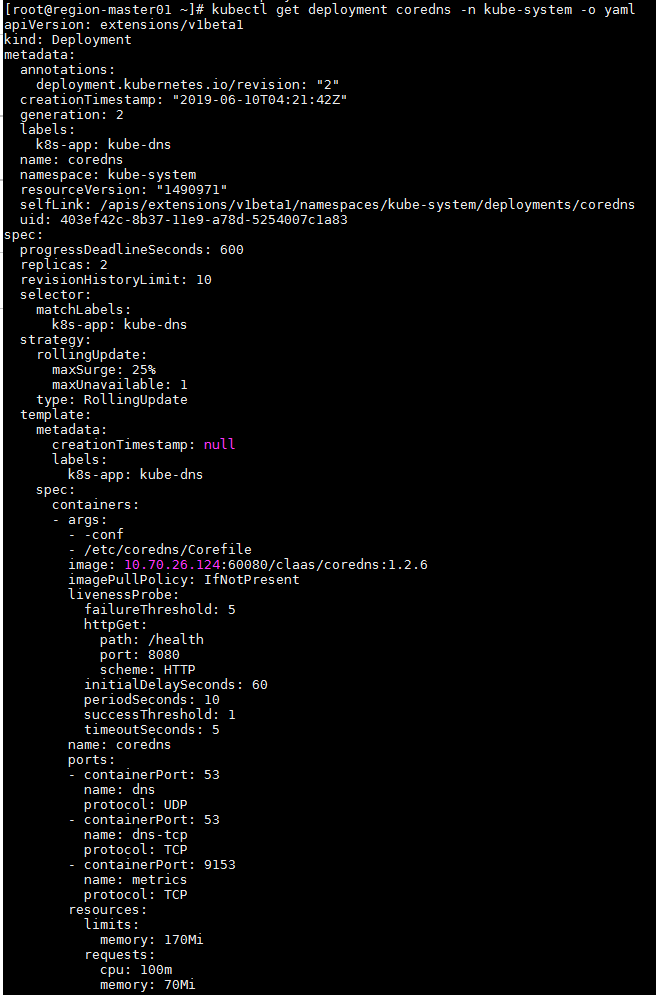 [root@region-master01 ~]# kubectl get deployment coredns -n kube-system -o yaml
apiVersion: extensions/v1beta1
kind: Deployment
metadata:
  annotations:
    deployment.kubernetes.io/revision: "2"
  creationTimestamp: "2019-06-10T04:21:42Z"
  generation: 2
  labels:
    k8s-app: kube-dns
  name: coredns
  namespace: kube-system
  resourceVersion: "1490971"
  selfLink: /apis/extensions/v1beta1/namespaces/kube-system/deployments/coredns
  uid: 403ef42c-8b37-11e9-a78d-5254007c1a83
spec:
  progressDeadlineSeconds: 600
  replicas: 2
  revisionHistoryLimit: 10
  selector:
    matchLabels:
      k8s-app: kube-dns
  strategy:
    rollingUpdate:
      maxSurge: 25%
      maxUnavailable: 1
    type: RollingUpdate
  template:
    metadata:
      creationTimestamp: null
      labels:
        k8s-app: kube-dns
    spec:
      containers:
      - args:
        - -conf
        - /etc/coredns/Corefile
        image: 10.70.26.124:60080/claas/coredns:1.2.6
        imagePullPolicy: IfNotPresent
        livenessProbe:
          failureThreshold: 5
          httpGet:
            path: /health
            port: 8080
            scheme: HTTP
          initialDelaySeconds: 60
          periodSeconds: 10
          successThreshold: 1
          timeoutSeconds: 5
        name: coredns
        ports:
        - containerPort: 53
          name: dns
          protocol: UDP
        - containerPort: 53
          name: dns-tcp
          protocol: TCP
        - containerPort: 9153
          name: metrics
          protocol: TCP
        resources:
          limits:
            memory: 170Mi
          requests:
            cpu: 100m
            memory: 70Mi